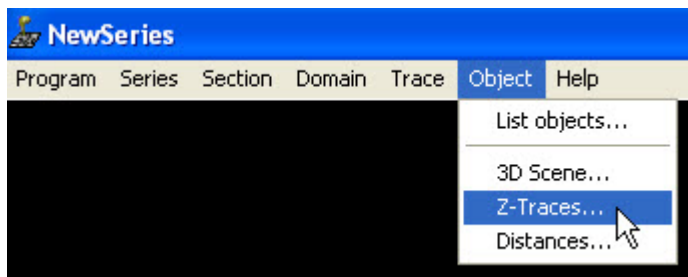 NewSeries
Program Series Section Domain Trace Object Help
List objects...
3D Scene...
Z-Traces...
Distances...